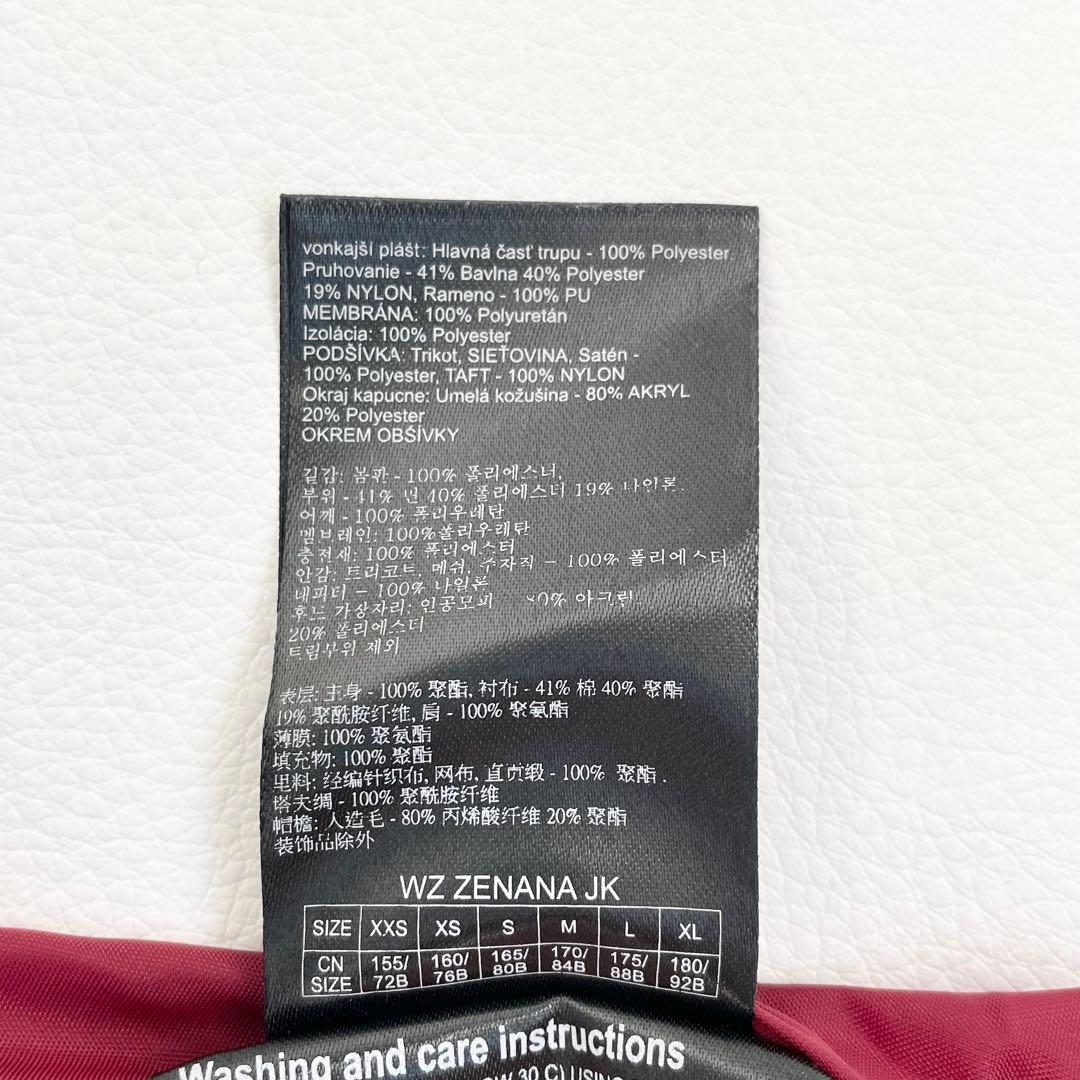 vonkajší plášť: Hlavná časť trupu - 100% Polyester,
Pruhovanie - 41% Bavlna 40% Polyester
19% NYLON, Rameno - 100% PU
MEMBRÁNA: 100% Polyuretán
Izolácia: 100% Polyester
PODŠÍVKA: Trikot, SIEŤOVINA, Satén -
100% Polyester, TAFT - 100% NYLON
Okraj kapucne: Umelá kožušina - 80% AKRYL
20% Polyester
OKREM OBŠÍVKY
겉감: 몸판 - 100% 폴리에스터,
부위 - 41% 면 40% 폴리에스터 19% 나일론,
어깨 - 100% 폴리우레탄
멤브레인: 100%폴리우레탄
충전재: 100% 폴리에스터
안감: 트리코트, 메쉬, 수자직 - 100% 폴리에스터,
- 100% 나일론
후드 가장자리: 인공모피 80% 아크릴,
20% 폴리에스터
트림부위 제외
表层: 主身 - 100% 聚酯, 衬布 - 41% 棉 40% 聚酯
19% 聚酰胺纤维, 肩 - 100% 聚氨酯
薄膜: 100% 聚氨酯
填充物: 100% 聚酯
里料: 经编针织布, 网布, 直贡缎 - 100% 聚酯 .
塔夫绸 - 100% 聚酰胺纤维
帽檐: 人造毛 - 80% 丙烯酸纤维 20% 聚酯
装饰品除外
WZ ZENANA JK
SIZE XXS XS S M L XL
CN SIZE 155/72B 160/76B 165/80B 170/84B 175/88B 180/92B
Washing and care instructions
30 C) USING